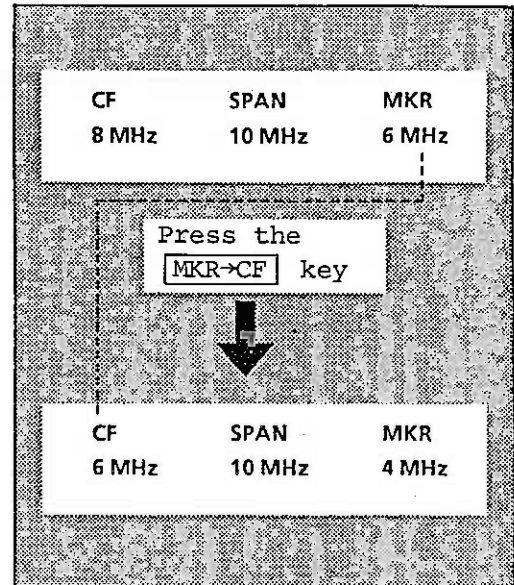 CF SPAN MKR
8 MHz 10 MHz 6 MHz
Press the
MKR→CF key
CF SPAN MKR
6 MHz 10 MHz 4 MHz